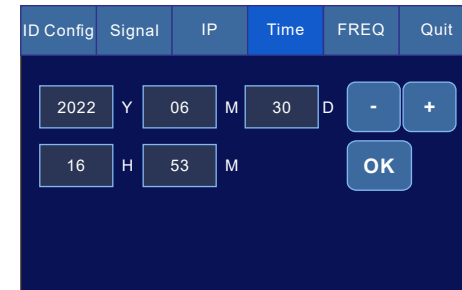 ID Config Signal IP Time FREQ Quit
2022 Y 06 M 30 D - +
16 H 53 M OK